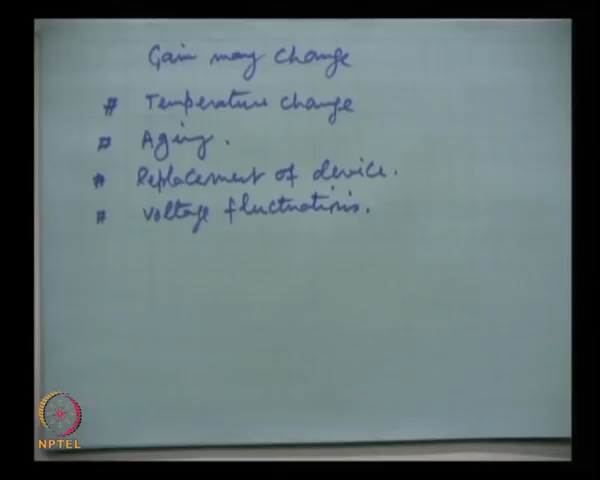 Gain may change
# Temperature change
# Aging.
# Replacement of device.
# Voltage fluctuations.
NPTEL